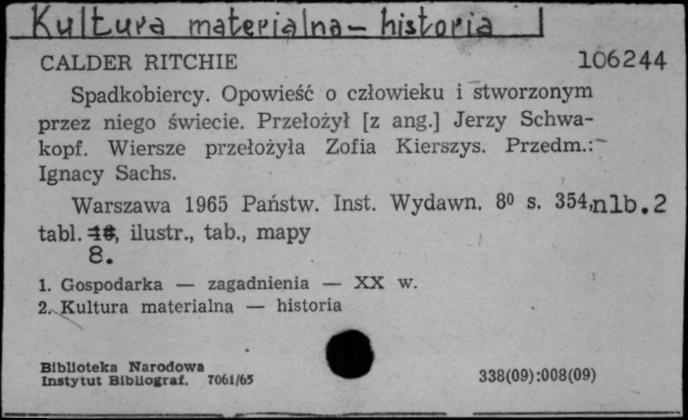 Kultura materialna – historia
CALDER RITCHIE 106244
Spadkobiercy. Opowieść o człowieku i stworzonym
przez niego świecie. Przełożył [z ang.] Jerzy Schwa-
kopf. Wiersze przełożyła Zofia Kierszys. Przedm.:
Ignacy Sachs.
Warszawa 1965 Państw. Inst. Wydawn. 8⁰ s. 354, nlb. 2
tabl. , ilustr., tab., mapy
8.
1. Gospodarka — zagadnienia — XX w.
2. Kultura materialna — historia
Biblioteka Narodowa
Instytut Bibliograf. 7061/65 338(09):008(09)